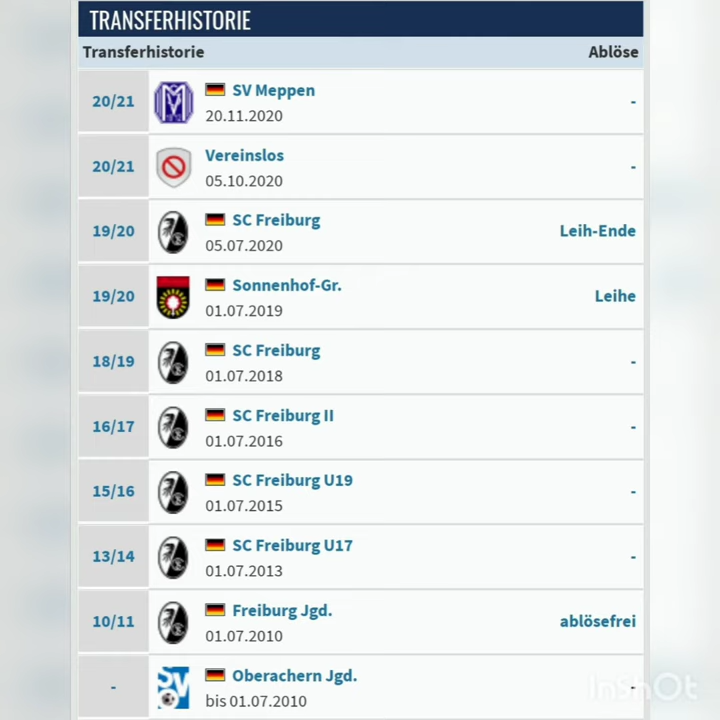 TRANSFERHISTORIE
Transferhistorie Ablöse
20/21 SV Meppen -
20.11.2020
20/21 Vereinslos -
05.10.2020
19/20 SC Freiburg Leih-Ende
05.07.2020
19/20 Sonnenhof-Gr. Leihe
01.07.2019
18/19 SC Freiburg -
01.07.2018
16/17 SC Freiburg II -
01.07.2016
15/16 SC Freiburg U19 -
01.07.2015
13/14 SC Freiburg U17 -
01.07.2013
10/11 Freiburg Jgd. ablösefrei
01.07.2010
- Oberachern Jgd. -
bis 01.07.2010
InShOt